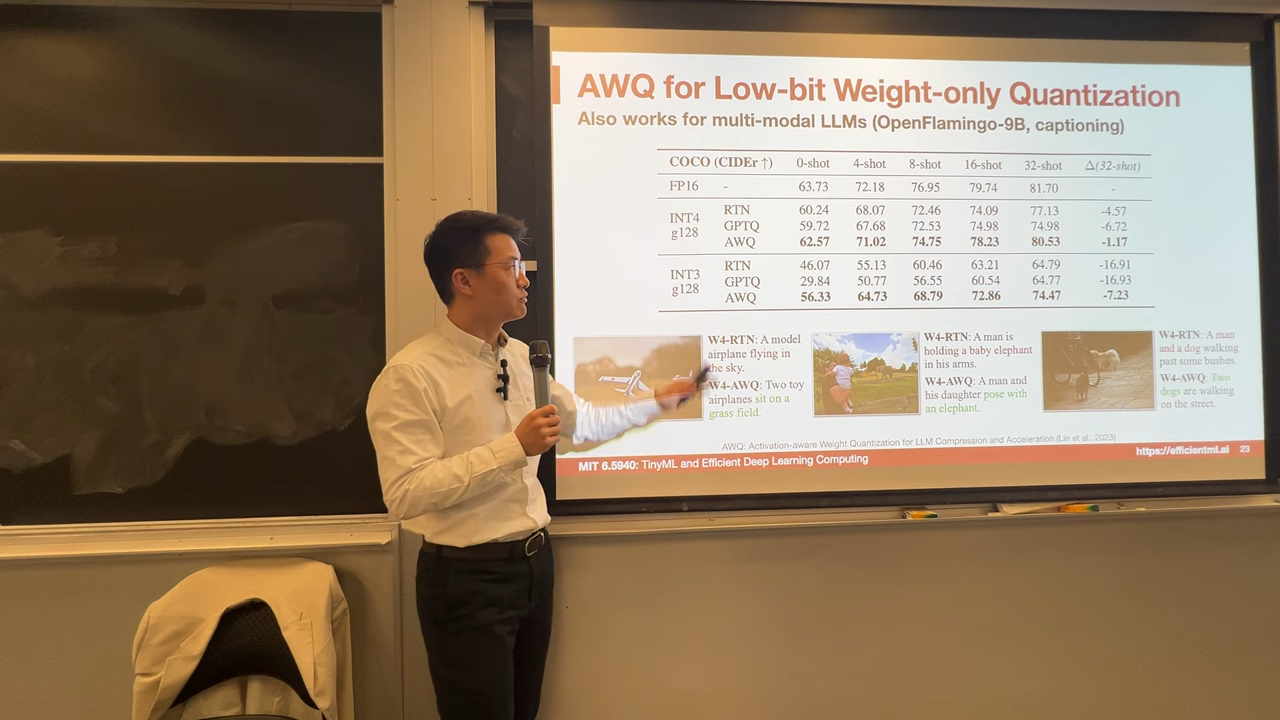 AWQ for Low-bit Weight-only Quantization
Also works for multi-modal LLMs (OpenFlamingo-9B, captioning)
COCO (CIDEr ↑) 0-shot 4-shot 8-shot 16-shot 32-shot Δ(32-shot)
FP16 - 63.73 72.18 76.95 79.74 81.70 -
INT4 g128 RTN 60.24 68.07 72.46 74.09 77.13 -4.57
GPTQ 59.72 67.68 72.53 74.98 74.98 -6.72
AWQ 62.57 71.02 74.75 78.23 80.53 -1.17
INT3 g128 RTN 46.07 55.13 60.46 63.21 64.79 -16.91
GPTQ 29.84 50.77 56.55 60.54 64.77 -16.93
AWQ 56.33 64.73 68.79 72.86 74.47 -7.23
W4-RTN: A model
airplane flying in
the sky.
W4-AWQ: Two toy
airplanes sit on a
grass field.
W4-RTN: A man is
holding a baby elephant
in his arms.
W4-AWQ: A man and
his daughter pose with
an elephant.
W4-RTN: A man
and a dog walking
past some bushes.
W4-AWQ: Two
dogs are walking
on the street.
AWQ: Activation-aware Weight Quantization for LLM Compression and Acceleration (Lin et al., 2023)
MIT 6.5940: TinyML and Efficient Deep Learning Computing
https://efficientml.ai 23